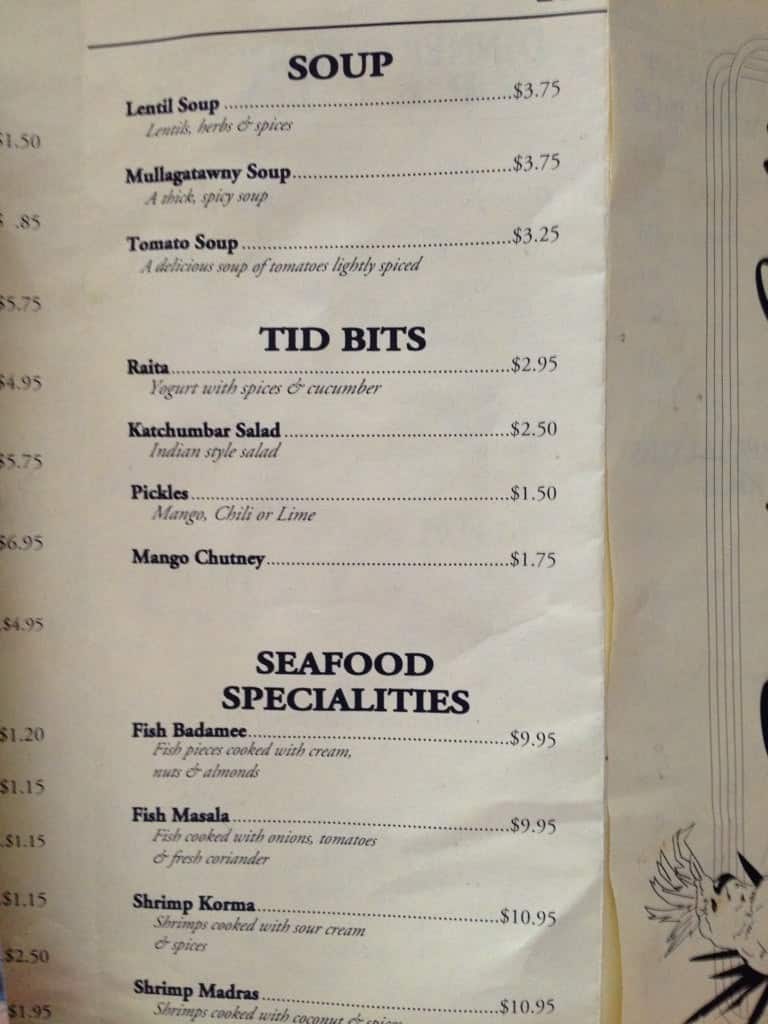 SOUP
Lentil Soup ........ $3.75
Lentils, herbs & spices
Mullagatawny Soup ........ $3.75
A thick, spicy soup
Tomato Soup ........ $3.25
A delicious soup of tomatoes lightly spiced
TID BITS
Raita ........ $2.95
Yogurt with spices & cucumber
Katchumbar Salad ........ $2.50
Indian style salad
Pickles ........ $1.50
Mango, Chili or Lime
Mango Chutney ........ $1.75
SEAFOOD
SPECIALITIES
Fish Badamee ........ $9.95
Fish pieces cooked with cream,
nuts & almonds
Fish Masala ........ $9.95
Fish cooked with onions, tomatoes
& fresh coriander
Shrimp Korma ........ $10.95
Shrimps cooked with sour cream
& spices
Shrimp Madras ........ $10.95
Shrimps cooked with coconut & spices
$1.50
$ .85
$5.75
$4.95
$5.75
$6.95
$4.95
$1.20
$1.15
$1.15
$1.15
$2.50
$1.95